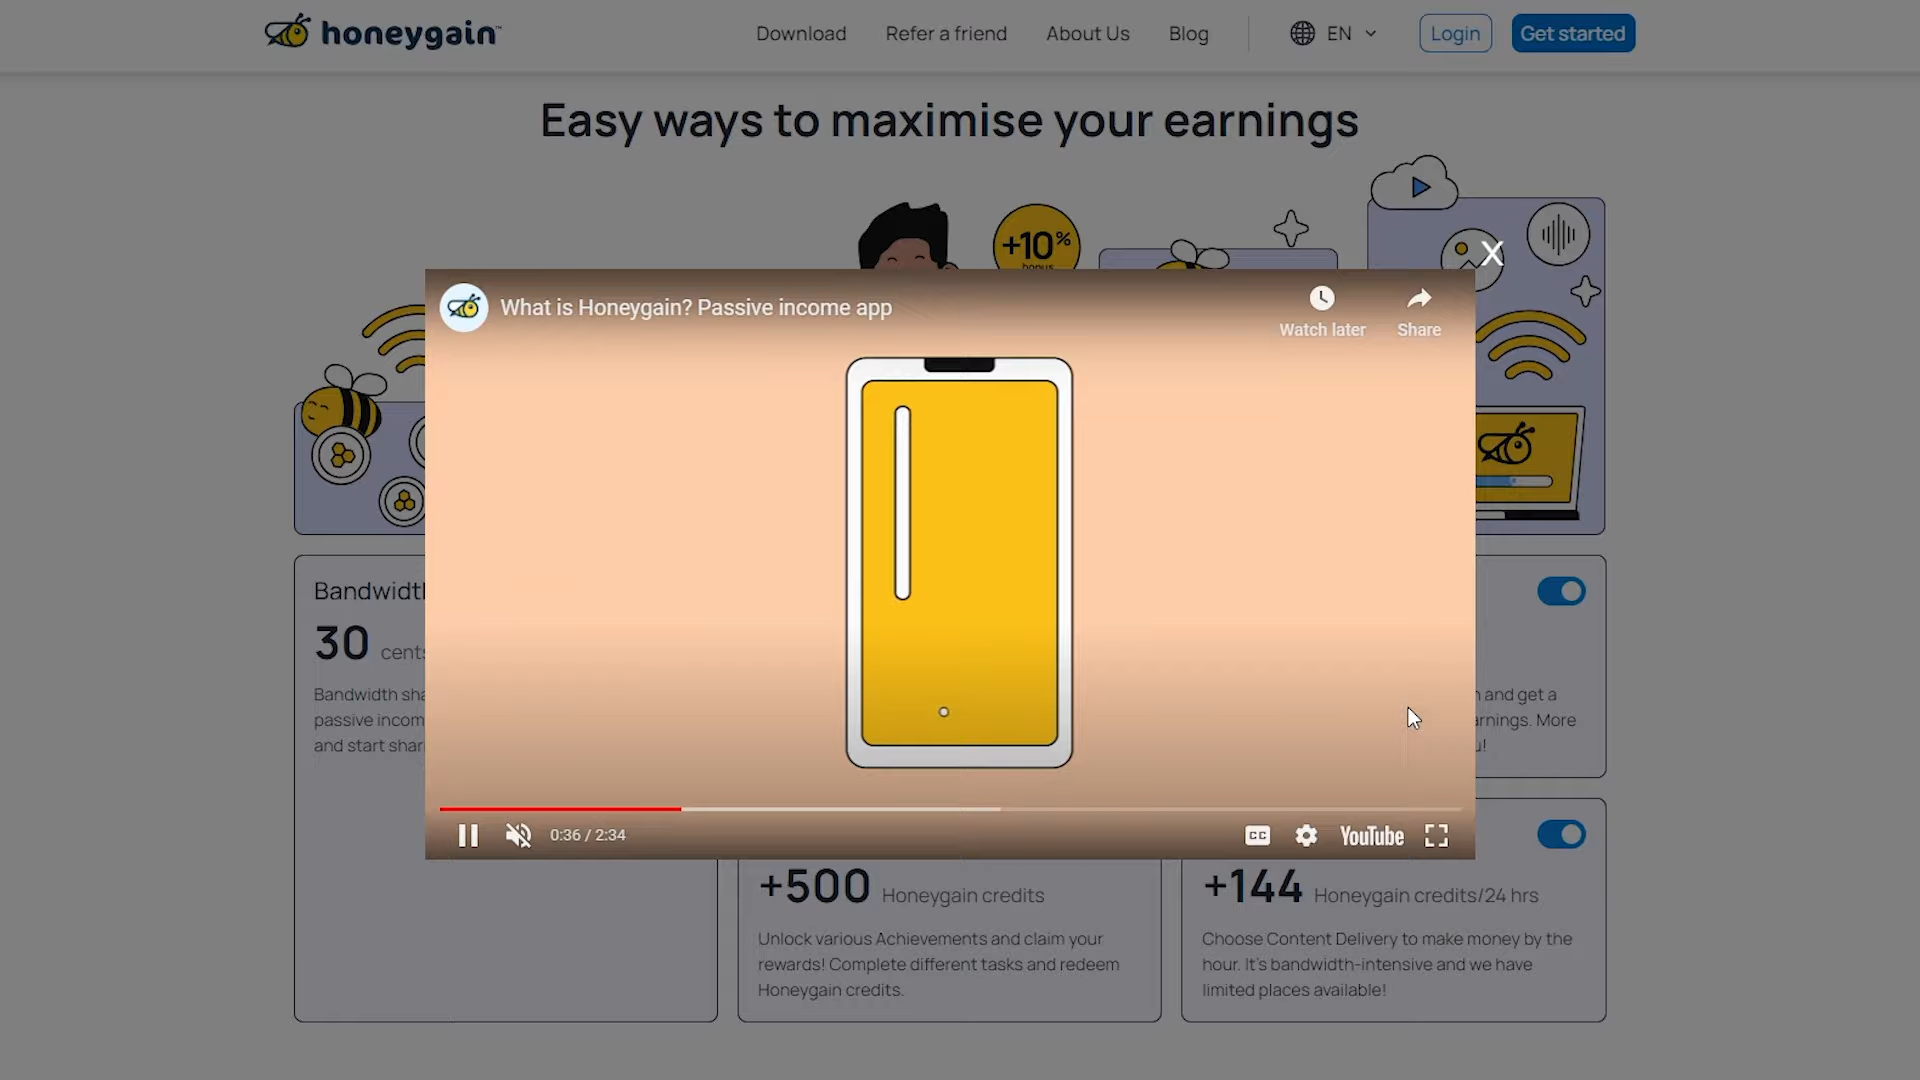 honeygain
Download
Refer a friend
About Us
Blog
EN
Login
Get started
Easy ways to maximise your earnings
+10%
bonus
X
What is Honeygain? Passive income app
Watch later
Share
Bandwidth
30 cents
Bandwidth sha
passive incom
and start shar
and get a
arnings. More
u!
0:36 / 2:34
CC
YouTube
+500 Honeygain credits
Unlock various Achievements and claim your
rewards! Complete different tasks and redeem
Honeygain credits.
+144 Honeygain credits/24 hrs
Choose Content Delivery to make money by the
hour. It's bandwidth-intensive and we have
limited places available!